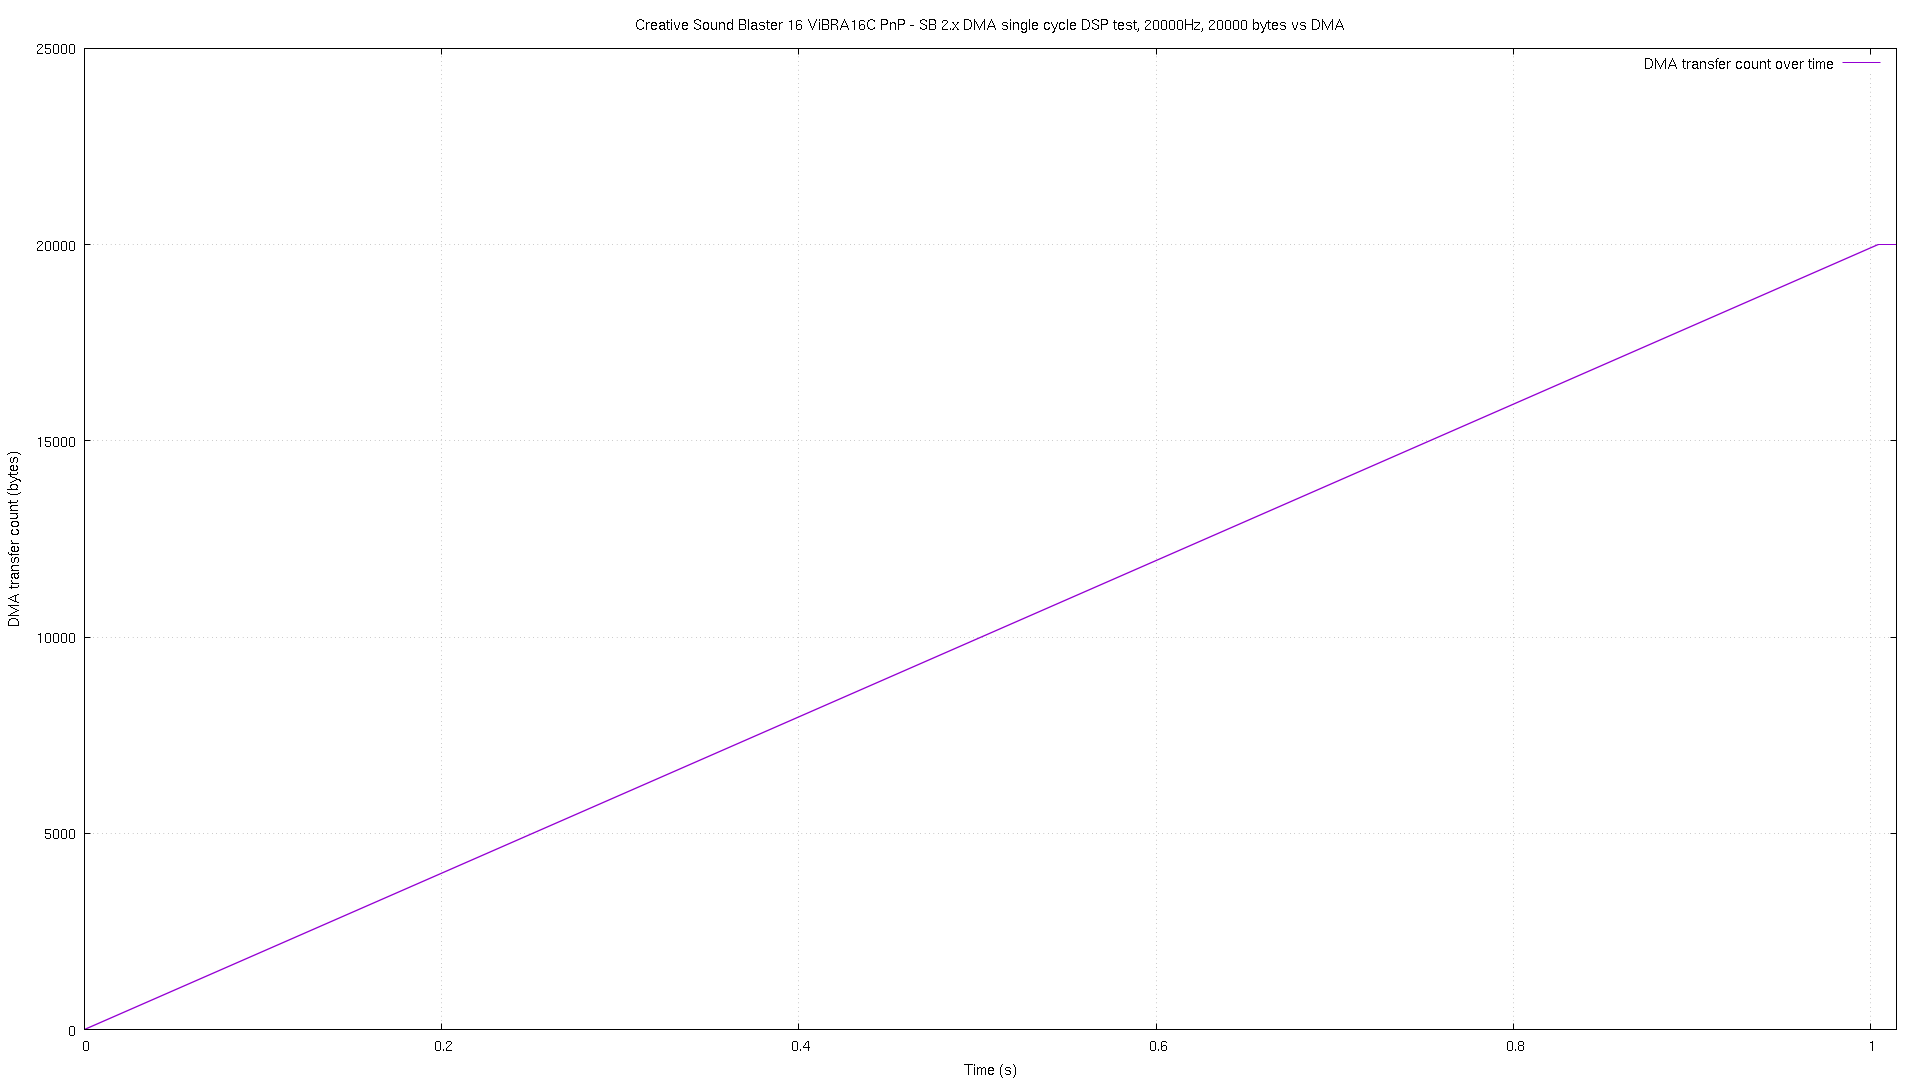 Creative Sound Blaster 16 ViBRA16C PnP - SB 2.x DMA single cycle DSP test, 20000Hz, 20000 bytes vs DMA
DMA transfer count over time
25000
20000
15000
10000
5000
0
DMA transfer count (bytes)
0 0.2 0.4 0.6 0.8 1
Time (s)